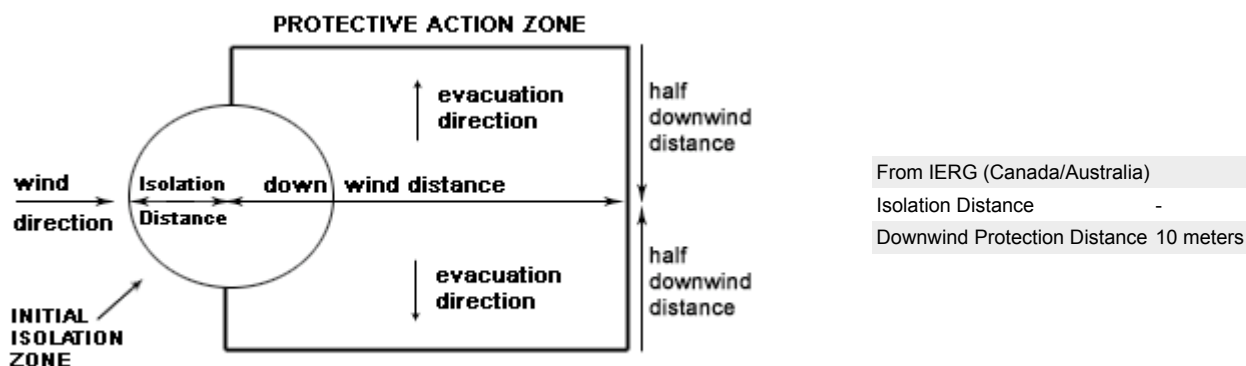 PROTECTIVE ACTION ZONE
evacuation
direction
half
downwind
distance
wind
direction
Isolation
Distance
down wind distance
evacuation
direction
half
downwind
distance
INITIAL
ISOLATION
ZONE
From IERG (Canada/Australia)
Isolation Distance -
Downwind Protection Distance 10 meters